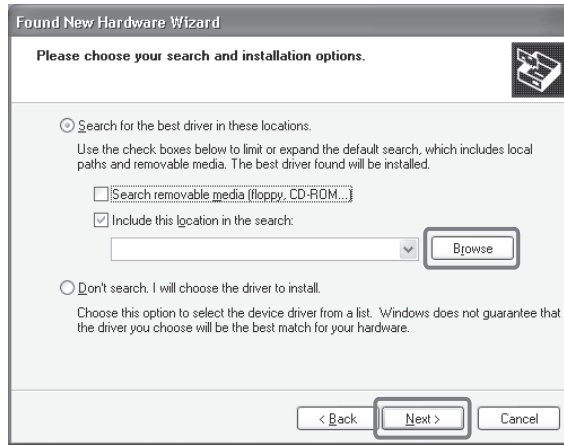 Found New Hardware Wizard
Please choose your search and installation options.
Search for the best driver in these locations.
Use the check boxes below to limit or expand the default search, which includes local
paths and removable media. The best driver found will be installed.
Search removable media (floppy, CD-ROM...)
Include this location in the search:
Browse
Don't search. I will choose the driver to install.
Choose this option to select the device driver from a list. Windows does not guarantee that
the driver you choose will be the best match for your hardware.
< Back Next > Cancel